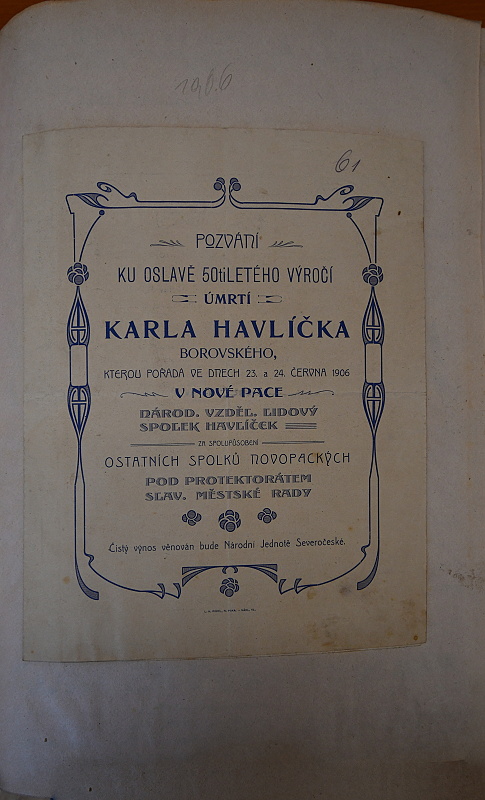 1906
61
POZVÁNÍ
KU OSLAVĚ 50tiLETÉHO VÝROČÍ
ÚMRTÍ
KARLA HAVLÍČKA
BOROVSKÉHO,
KTEROU POŘÁDÁ VE DNECH 23. a 24. ČERVNA 1906
V NOVÉ PACE
NÁROD. VZDĚL. LIDOVÝ
SPOLEK HAVLÍČEK
ZA SPOLUPŮSOBENÍ
OSTATNÍCH SPOLKŮ NOVOPACKÝCH
POD PROTEKTORÁTEM
SLAV. MĚSTSKÉ RADY
Čistý výnos věnován bude Národní Jednotě Severočeské.